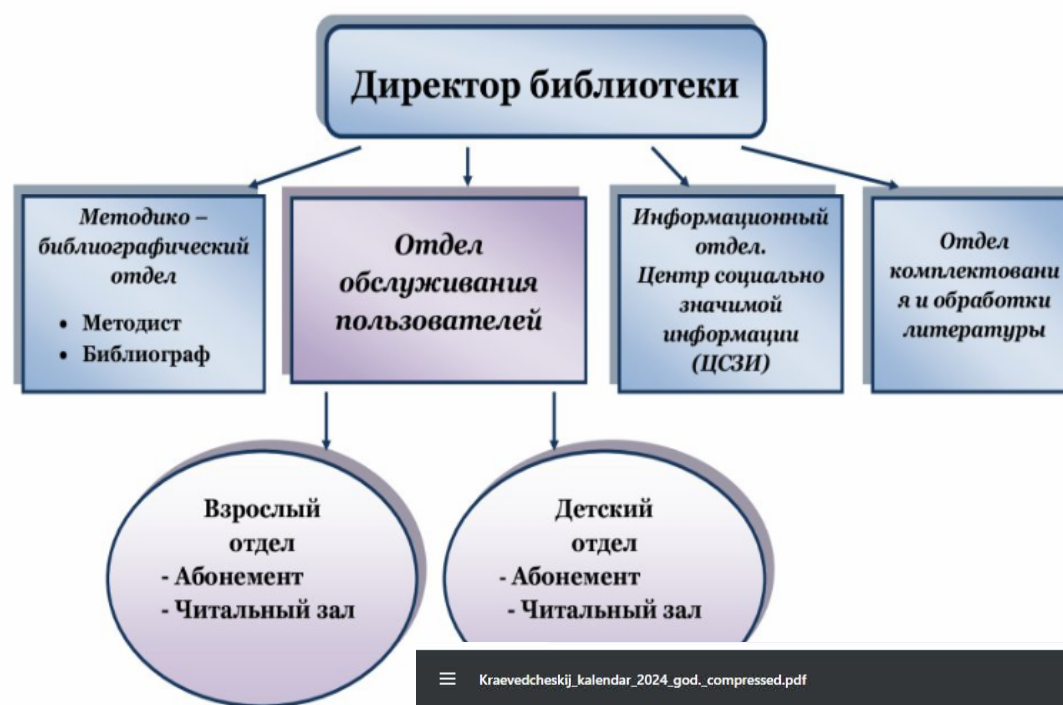 Директор библиотеки
Методико –
библиографический
отдел
• Методист
• Библиограф
Отдел
обслуживания
пользователей
Информационный
отдел.
Центр социально
значимой
информации
(ЦСЗИ)
Отдел
комплектовани
я и обработки
литературы
Взрослый
отдел
- Абонемент
- Читальный зал
Детский
отдел
- Абонемент
- Читальный зал
Kraevedcheskij_kalendar_2024_god._compressed.pdf